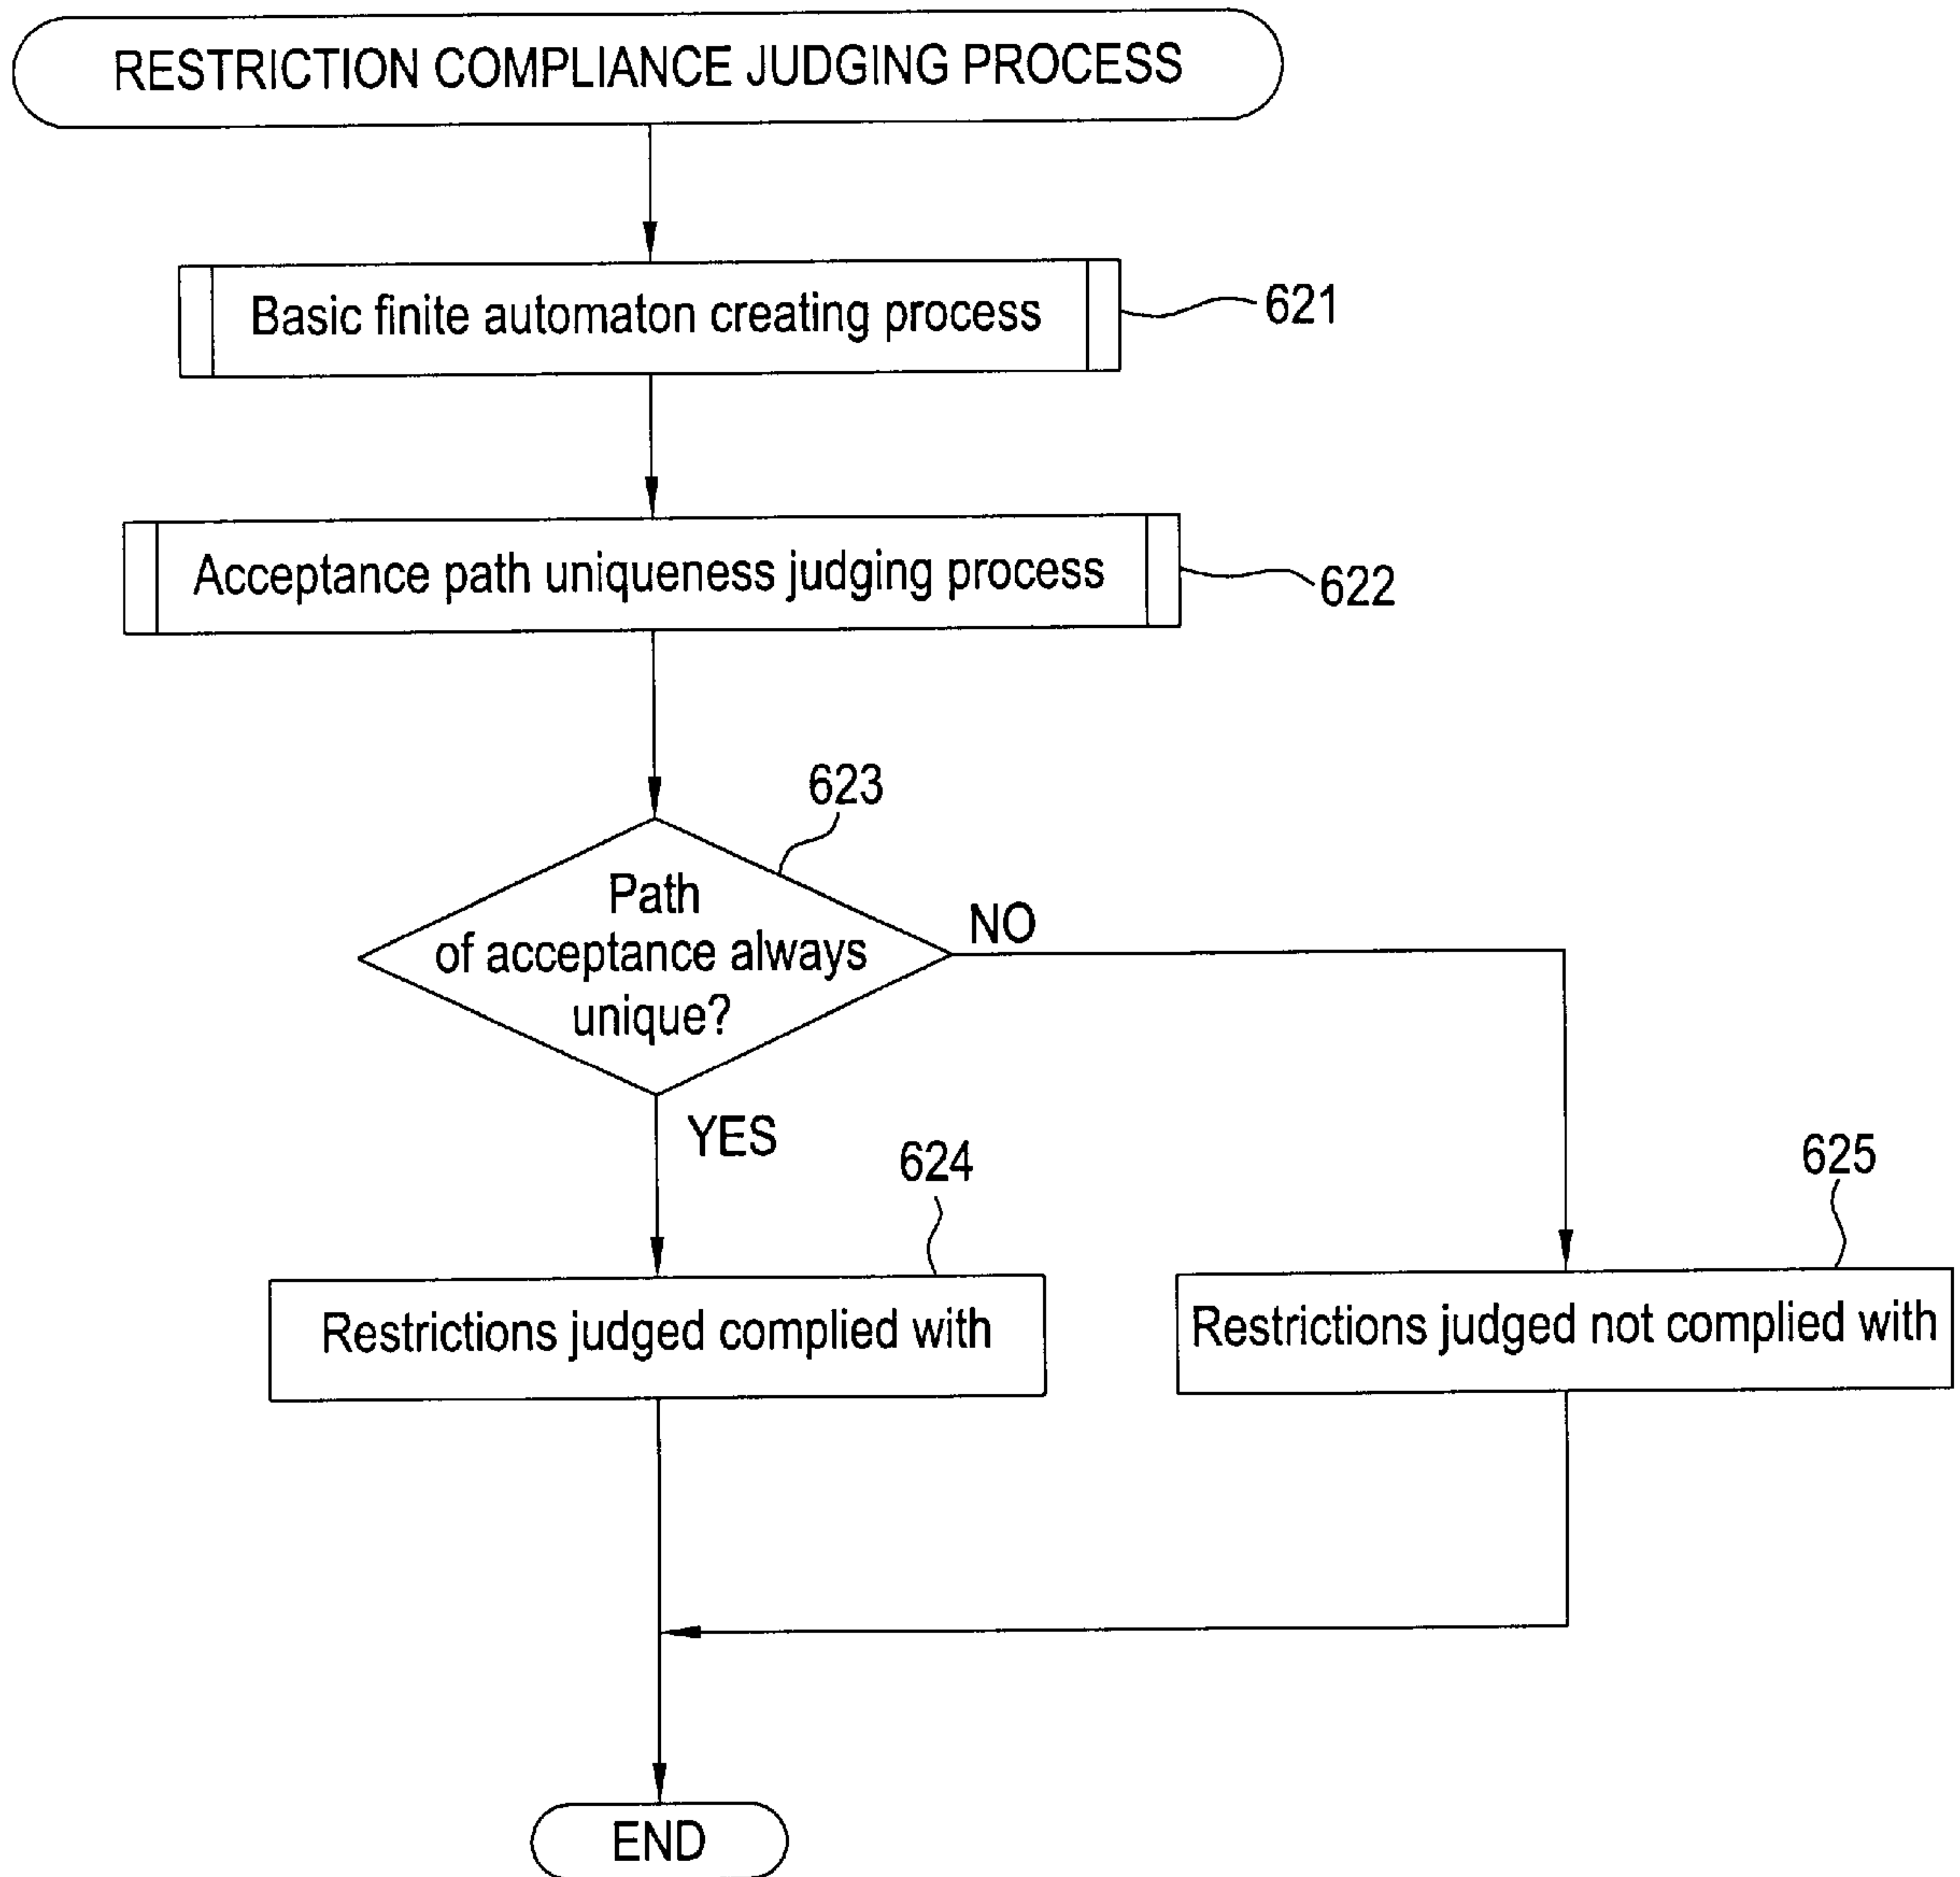 RESTRICTION COMPLIANCE JUDGING PROCESS
Basic finite automaton creating process
621
Acceptance path uniqueness judging process
622
623
Path
of acceptance always
unique?
NO
YES
624
625
Restrictions judged complied with
Restrictions judged not complied with
END